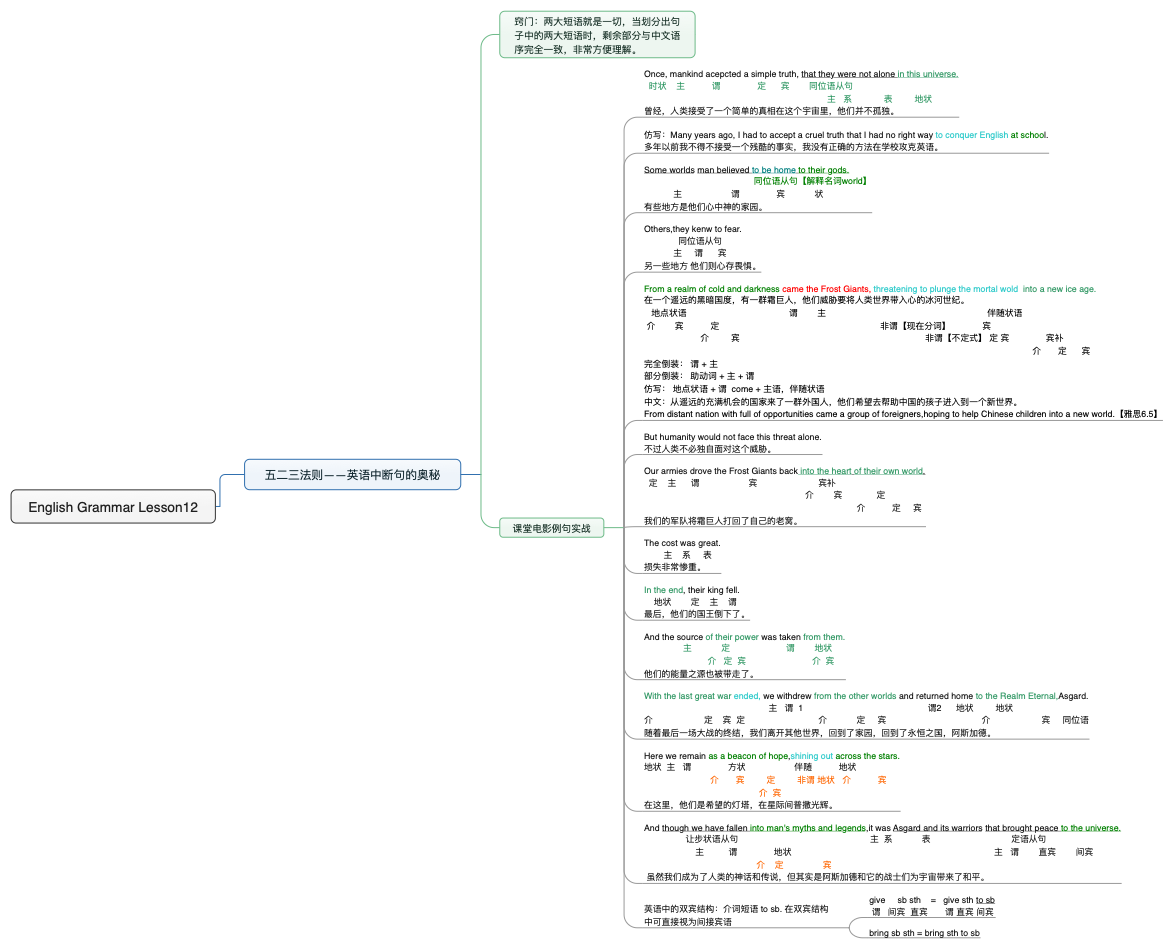 English Grammar Lesson12
五二三法则——英语中断句的奥秘
窍门：两大短语就是一切，当划分出句
子中的两大短语时，剩余部分与中文语
序完全一致，非常方便理解。
课堂电影例句实战
Once, mankind acepcted a simple truth, that they were not alone in this universe.
时状 主 谓 定 宾 同位语从句
主 系 表 地状
曾经，人类接受了一个简单的真相在这个宇宙里，他们并不孤独。
仿写：Many years ago, I had to accept a cruel truth that I had no right way to conquer English at school.
多年以前我不得不接受一个残酷的事实，我没有正确的方法在学校攻克英语。
Some worlds man believed to be home to their gods.
同位语从句【解释名词world】
主 谓 宾 状
有些地方是他们心中神的家园。
Others,they kenw to fear.
同位语从句
主 谓 宾
另一些地方 他们则心存畏惧。
From a realm of cold and darkness came the Frost Giants, threatening to plunge the mortal wold into a new ice age.
在一个遥远的黑暗国度，有一群霜巨人，他们威胁要将人类世界带入心的冰河世纪。
地点状语 谓 主 伴随状语
介 宾 定 非谓【现在分词】 宾
介 宾 非谓【不定式】 定 宾 宾补
介 定 宾
完全倒装： 谓 + 主
部分倒装： 助动词 + 主 + 谓
仿写： 地点状语 + 谓 come + 主语，伴随状语
中文：从遥远的充满机会的国家来了一群外国人，他们希望去帮助中国的孩子进入到一个新世界。
From distant nation with full of opportunities came a group of foreigners,hoping to help Chinese children into a new world.【雅思6.5】
But humanity would not face this threat alone.
不过人类不必独自面对这个威胁。
Our armies drove the Frost Giants back into the heart of their own world.
定 主 谓 宾 宾补
介 宾 定
介 定 宾
我们的军队将霜巨人打回了自己的老窝。
The cost was great.
主 系 表
损失非常惨重。
In the end, their king fell.
地状 定 主 谓
最后，他们的国王倒下了。
And the source of their power was taken from them.
主 定 谓 地状
介 定 宾 介 宾
他们的能量之源也被带走了。
With the last great war ended, we withdrew from the other worlds and returned home to the Realm Eternal,Asgard.
主 谓 1 谓2 地状 地状
介 定 宾 定 介 定 宾 介 宾 同位语
随着最后一场大战的终结，我们离开其他世界，回到了家园，回到了永恒之国，阿斯加德。
Here we remain as a beacon of hope,shining out across the stars.
地状 主 谓 方状 伴随 地状
介 宾 定 非谓 地状 介 宾
介 宾
在这里，他们是希望的灯塔，在星际间普撒光辉。
And though we have fallen into man's myths and legends,it was Asgard and its warriors that brought peace to the universe.
让步状语从句 主 系 表 定语从句
主 谓 地状 主 谓 直宾 间宾
介 定 宾
虽然我们成为了人类的神话和传说，但其实是阿斯加德和它的战士们为宇宙带来了和平。
英语中的双宾结构：介词短语 to sb. 在双宾结构
中可直接视为间接宾语
give sb sth = give sth to sb
谓 间宾 直宾 谓 直宾 间宾
bring sb sth = bring sth to sb